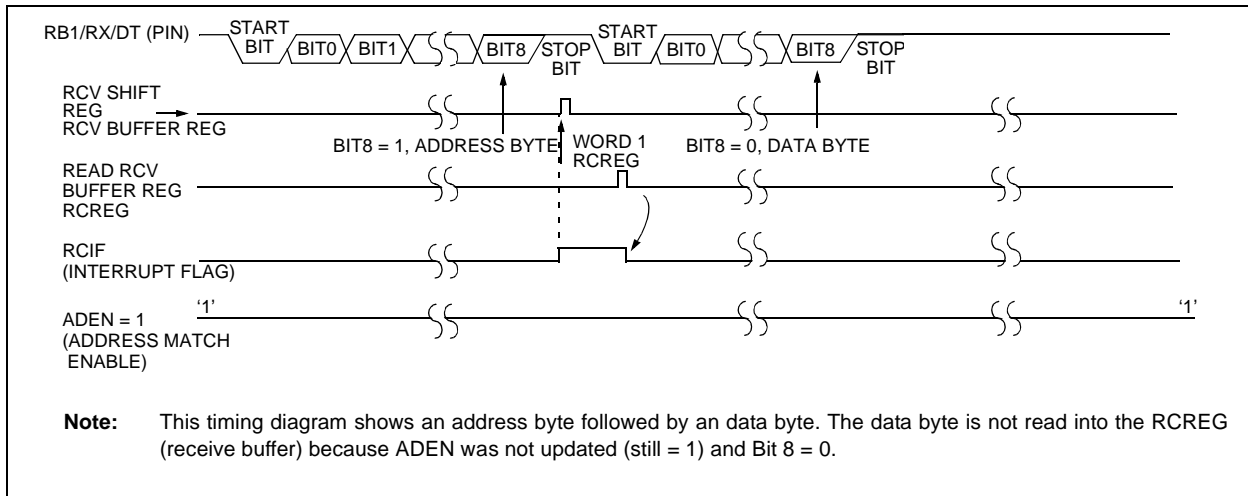 RB1/RX/DT (PIN)
START
BIT
BIT0
BIT1
BIT8
STOP
BIT
START
BIT
BIT0
BIT8
STOP
BIT
RCV SHIFT
REG
RCV BUFFER REG
BIT8 = 1, ADDRESS BYTE
WORD 1
RCREG
BIT8 = 0, DATA BYTE
READ RCV
BUFFER REG
RCREG
RCIF
(INTERRUPT FLAG)
ADEN = 1
(ADDRESS MATCH
ENABLE)
‘1’
‘1’
Note: This timing diagram shows an address byte followed by an data byte. The data byte is not read into the RCREG
(receive buffer) because ADEN was not updated (still = 1) and Bit 8 = 0.